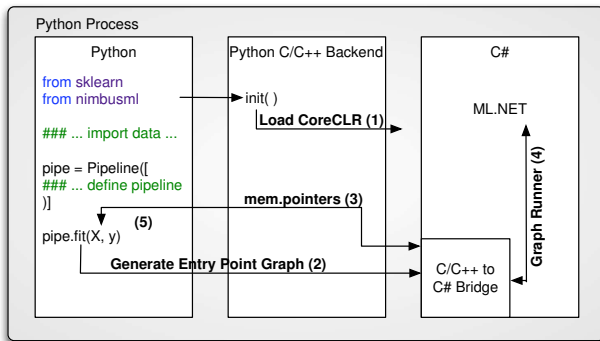 Python Process
Python
from sklearn
from nimbusml
### ... import data ...
pipe = Pipeline([
### ... define pipeline
)]
pipe.fit(X, y)
Python C/C++ Backend
init( )
Load CoreCLR (1)
mem.pointers (3)
(5)
Generate Entry Point Graph (2)
C#
ML.NET
Graph Runner (4)
C/C++ to
C# Bridge